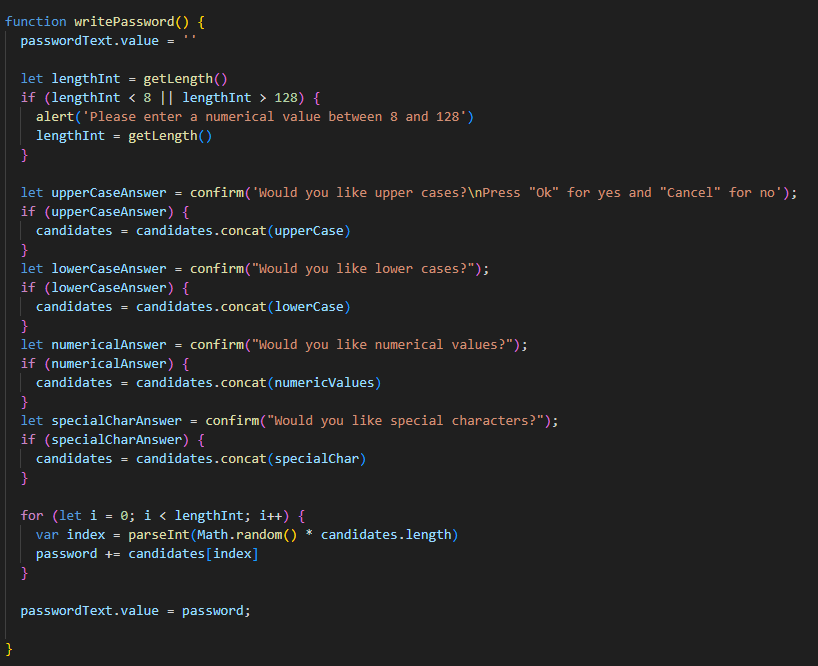 function writePassword() {
passwordText.value = ''
let lengthInt = getLength()
if (lengthInt < 8 || lengthInt > 128) {
alert('Please enter a numerical value between 8 and 128')
lengthInt = getLength()
}
let upperCaseAnswer = confirm('Would you like upper cases?\nPress "Ok" for yes and "Cancel" for no');
if (upperCaseAnswer) {
candidates = candidates.concat(upperCase)
}
let lowerCaseAnswer = confirm("Would you like lower cases?");
if (lowerCaseAnswer) {
candidates = candidates.concat(lowerCase)
}
let numericalAnswer = confirm("Would you like numerical values?");
if (numericalAnswer) {
candidates = candidates.concat(numericValues)
}
let specialCharAnswer = confirm("Would you like special characters?");
if (specialCharAnswer) {
candidates = candidates.concat(specialChar)
}
for (let i = 0; i < lengthInt; i++) {
var index = parseInt(Math.random() * candidates.length)
password += candidates[index]
}
passwordText.value = password;
}